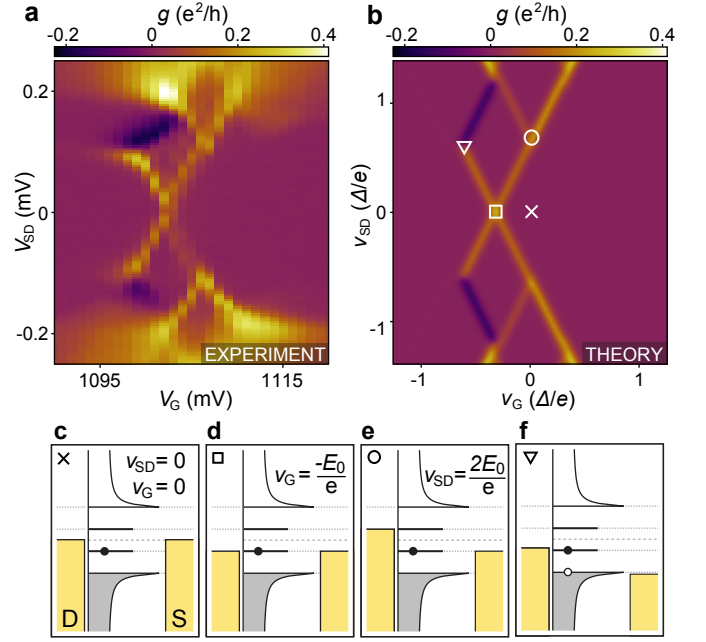 a
g (e²/h)
-0.2 0 0.2 0.4
V_SD (mV)
0.2
0
-0.2
EXPERIMENT
1095 1115
V_G (mV)
b
g (e²/h)
-0.2 0 0.2 0.4
v_SD (Δ/e)
1
0
-1
THEORY
-1 0 1
v_G (Δ/e)
c
v_SD = 0
v_G = 0
D S
d
v_G = -E_0/e
e
v_SD = 2E_0/e
f